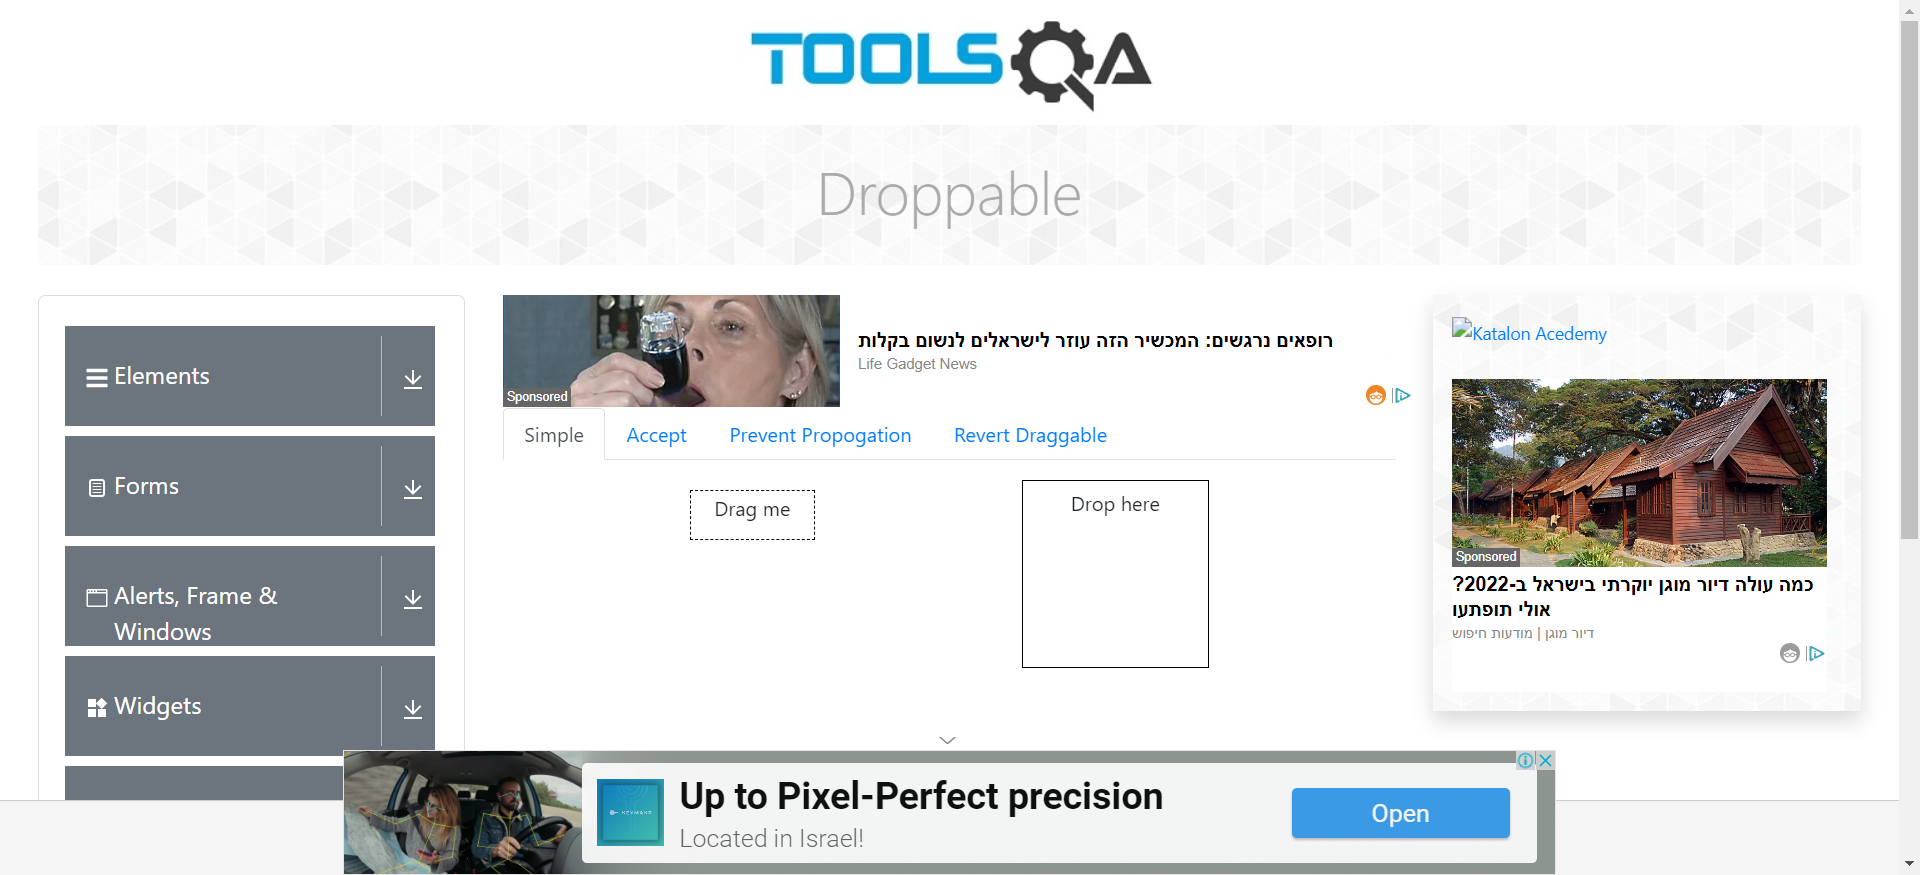 TOOLSQA
Droppable
Elements
Forms
Alerts, Frame &
Windows
Widgets
Sponsored
רופאים נרגשים: המכשיר הזה עוזר לישראלים לנשום בקלות
Life Gadget News
Simple
Accept
Prevent Propogation
Revert Draggable
Drag me
Drop here
Katalon Acedemy
Sponsored
כמה עולה דיור מוגן יוקרתי בישראל ב-2022?
אולי תופתעו
דיור מוגן | מודעות חיפוש
KEYMAKR
Up to Pixel-Perfect precision
Located in Israel!
Open